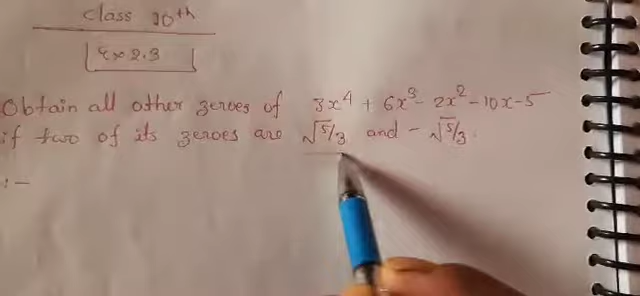 Class 10th
Ex 2.3
Obtain all other zeroes of 3x⁴ + 6x³ - 2x² - 10x - 5
if two of its zeroes are √5/3 and - √5/3.
:-